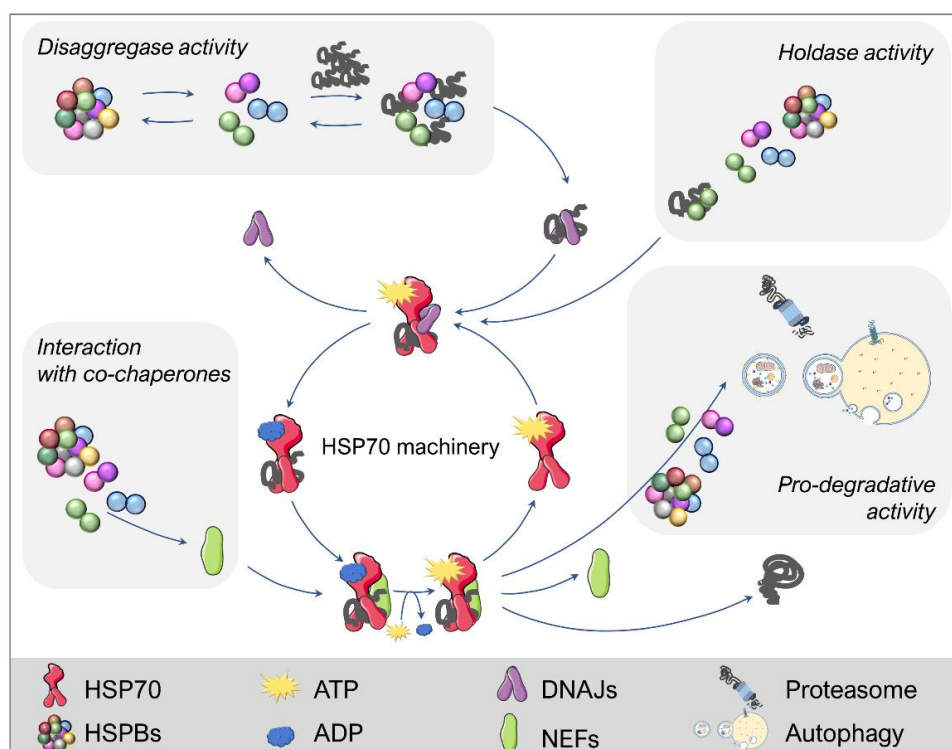 Disaggregase activity
Holdase activity
Interaction
with co-chaperones
HSP70 machinery
Pro-degradative
activity
HSP70
ATP
DNAJs
Proteasome
HSPBs
ADP
NEFs
Autophagy